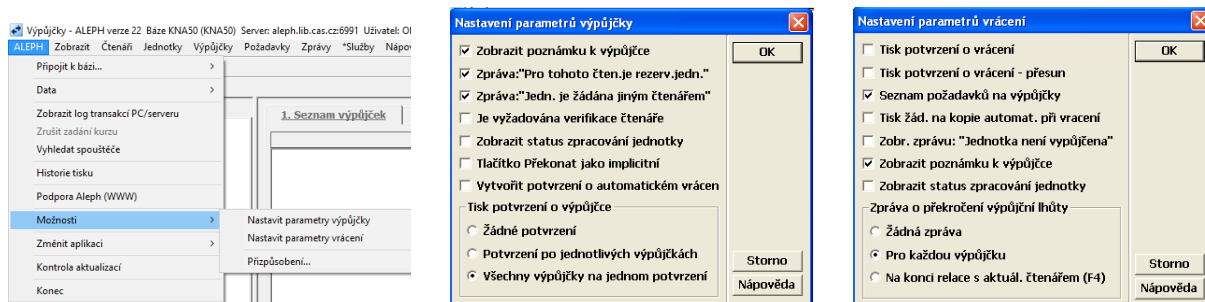 Výpůjčky - ALEPH verze 22 Báze KNA50 (KNA50) Server: aleph.lib.cas.cz:6991 Uživatel:
ALEPH Zobrazit Čtenáři Jednotky Výpůjčky Požadavky Zprávy *Služby Nápov
Připojit k bázi...
Data
Zobrazit log transakcí PC/serveru
Zrušit zadání kurzu
Vyhledat spouštěče
Historie tisku
Podpora Aleph (WWW)
Možnosti
Změnit aplikaci
Kontrola aktualizací
Konec
Nastavit parametry výpůjčky
Nastavit parametry vrácení
Přizpůsobení...
1. Seznam výpůjček
Nastavení parametrů výpůjčky
Zobrazit poznámku k výpůjčce
Zpráva:"Pro tohoto čten.je rezerv.jedn."
Zpráva:"Jedn. je žádána jiným čtenářem"
Je vyžadována verifikace čtenáře
Zobrazit status zpracování jednotky
Tlačítko Překonat jako implicitní
Vytvořit potvrzení o automatickém vrácen
Tisk potvrzení o výpůjčce
Žádné potvrzení
Potvrzení po jednotlivých výpůjčkách
Všechny výpůjčky na jednom potvrzení
OK
Storno
Nápověda
Nastavení parametrů vrácení
Tisk potvrzení o vrácení
Tisk potvrzení o vrácení - přesun
Seznam požadavků na výpůjčky
Tisk žád. na kopie automat. při vracení
Zobr. zprávu: "Jednotka není vypůjčena"
Zobrazit poznámku k výpůjčce
Zobrazit status zpracování jednotky
Zpráva o překročení výpůjční lhůty
Žádná zpráva
Pro každou výpůjčku
Na konci relace s aktuál. čtenářem (F4)
OK
Storno
Nápověda